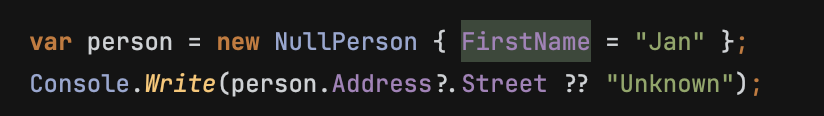 var person = new NullPerson { FirstName = "Jan" };
Console.Write(person.Address?.Street ?? "Unknown");